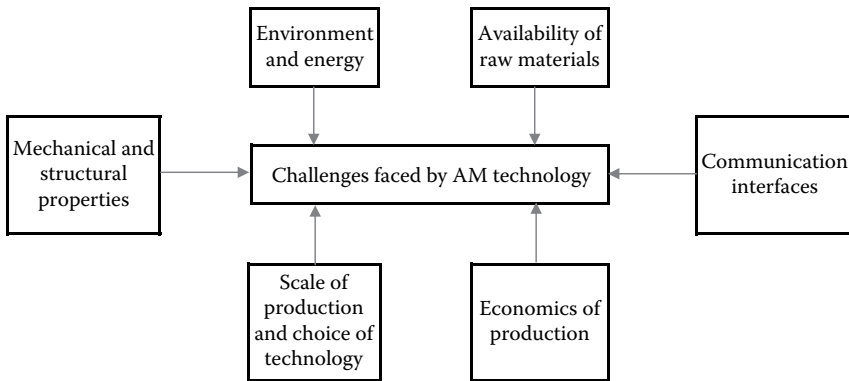 Environment
and energy
Availability of
raw materials
Mechanical and
structural
properties
Challenges faced by AM technology
Communication
interfaces
Scale of
production
and choice of
technology
Economics of
production